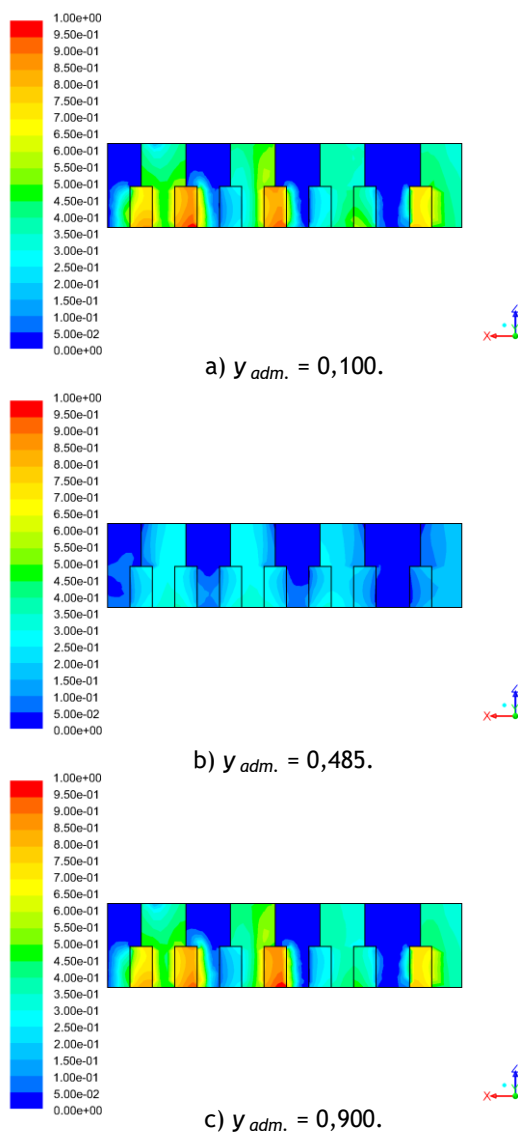 1.00e+00
9.50e-01
9.00e-01
8.50e-01
8.00e-01
7.50e-01
7.00e-01
6.50e-01
6.00e-01
5.50e-01
5.00e-01
4.50e-01
4.00e-01
3.50e-01
3.00e-01
2.50e-01
2.00e-01
1.50e-01
1.00e-01
5.00e-02
0.00e+00
Z
Y
X
a) y adm. = 0,100.
1.00e+00
9.50e-01
9.00e-01
8.50e-01
8.00e-01
7.50e-01
7.00e-01
6.50e-01
6.00e-01
5.50e-01
5.00e-01
4.50e-01
4.00e-01
3.50e-01
3.00e-01
2.50e-01
2.00e-01
1.50e-01
1.00e-01
5.00e-02
0.00e+00
Z
Y
X
b) y adm. = 0,485.
1.00e+00
9.50e-01
9.00e-01
8.50e-01
8.00e-01
7.50e-01
7.00e-01
6.50e-01
6.00e-01
5.50e-01
5.00e-01
4.50e-01
4.00e-01
3.50e-01
3.00e-01
2.50e-01
2.00e-01
1.50e-01
1.00e-01
5.00e-02
0.00e+00
Z
Y
X
c) y adm. = 0,900.